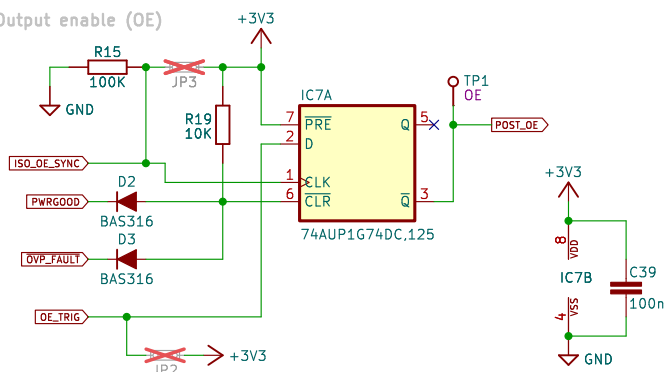 Output enable (OE)
+3V3
R15
100K
JP3
GND
TP1
OE
IC7A
R19
10K
7
PRE
Q
5
2
D
POST_OE
ISO_OE_SYNC
1
CLK
PWRGOOD
D2
BAS316
6
CLR
Q
3
74AUP1G74DC,125
OVP_FAULT
D3
BAS316
OE_TRIG
JP2
+3V3
+3V3
8
VDD
IC7B
C39
100n
4
VSS
GND